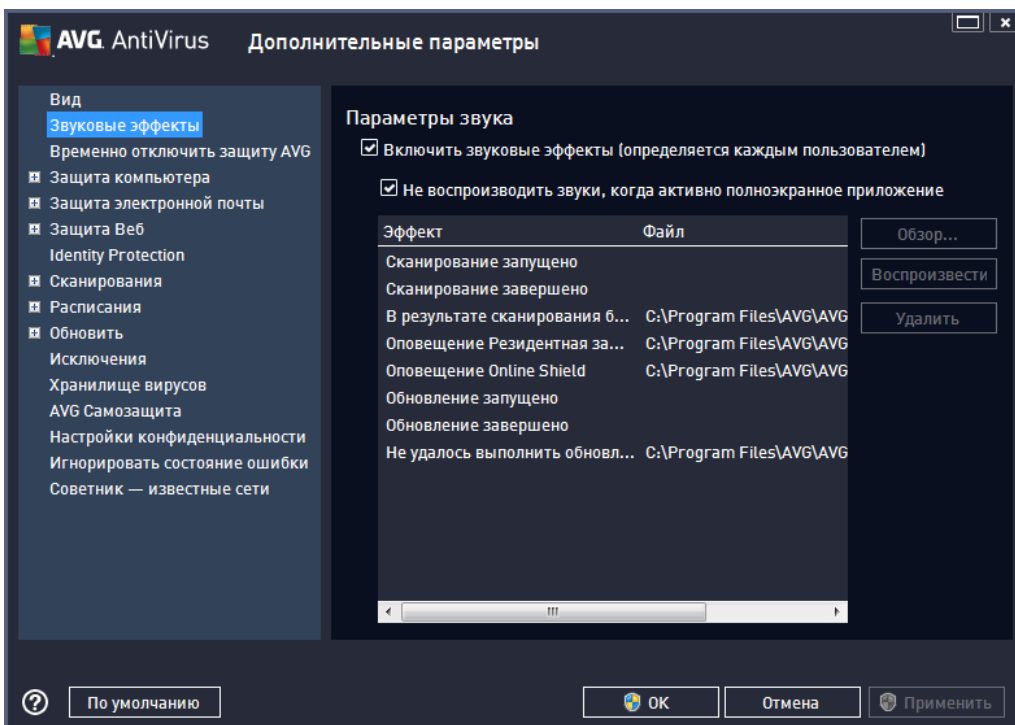 AVG AntiVirus Дополнительные параметры
Вид
Звуковые эффекты
Временно отключить защиту AVG
Защита компьютера
Защита электронной почты
Защита Веб
Identity Protection
Сканирования
Расписания
Обновить
Исключения
Хранилище вирусов
AVG Самозащита
Настройки конфиденциальности
Игнорировать состояние ошибки
Советник — известные сети
Параметры звука
Включить звуковые эффекты (определяется каждым пользователем)
Не воспроизводить звуки, когда активно полноэкранное приложение
Эффект Файл
Сканирование запущено
Сканирование завершено
В результате сканирования б... C:\Program Files\AVG\AVG
Оповещение Резидентная за... C:\Program Files\AVG\AVG
Оповещение Online Shield C:\Program Files\AVG\AVG
Обновление запущено
Обновление завершено
Не удалось выполнить обновл... C:\Program Files\AVG\AVG
Обзор...
Воспроизвести
Удалить
По умолчанию
ОК
Отмена
Применить